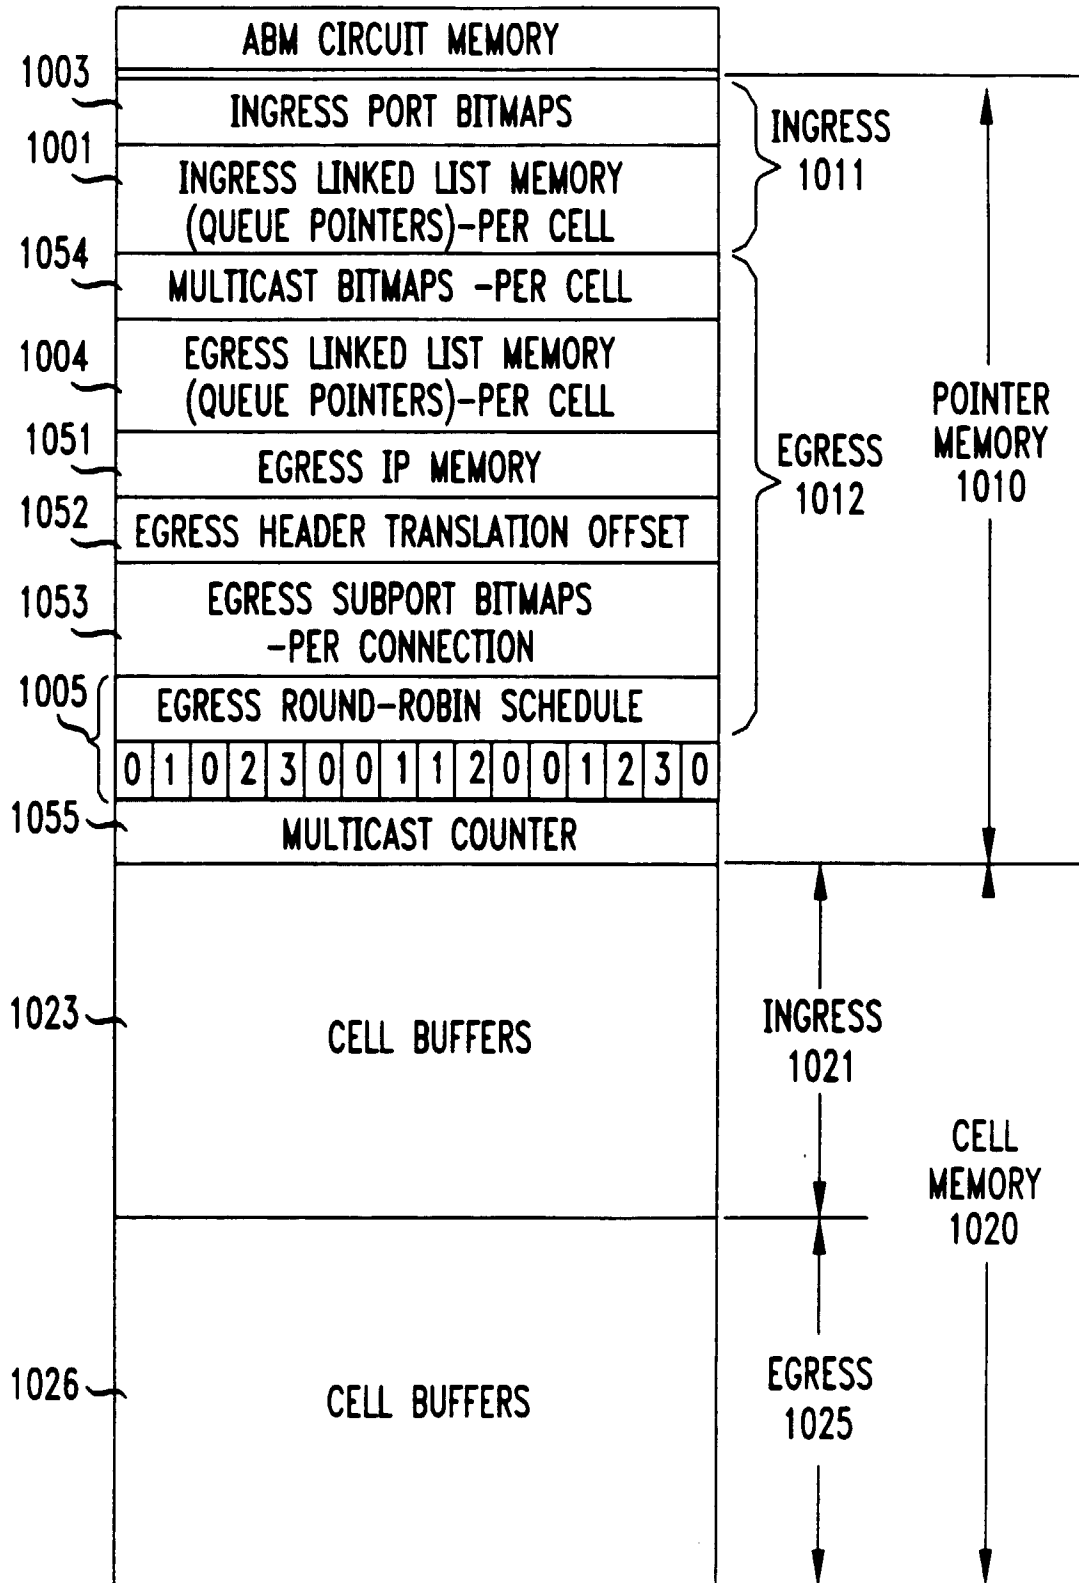 ABM CIRCUIT MEMORY
1003
INGRESS PORT BITMAPS
1001
INGRESS LINKED LIST MEMORY
(QUEUE POINTERS)-PER CELL
INGRESS
1011
1054
MULTICAST BITMAPS -PER CELL
1004
EGRESS LINKED LIST MEMORY
(QUEUE POINTERS)-PER CELL
1051
EGRESS IP MEMORY
1052
EGRESS HEADER TRANSLATION OFFSET
1053
EGRESS SUBPORT BITMAPS
-PER CONNECTION
1005
EGRESS ROUND-ROBIN SCHEDULE
0 1 0 2 3 0 0 1 1 2 0 0 1 2 3 0
EGRESS
1012
POINTER
MEMORY
1010
1055
MULTICAST COUNTER
1023
CELL BUFFERS
INGRESS
1021
1026
CELL BUFFERS
EGRESS
1025
CELL
MEMORY
1020